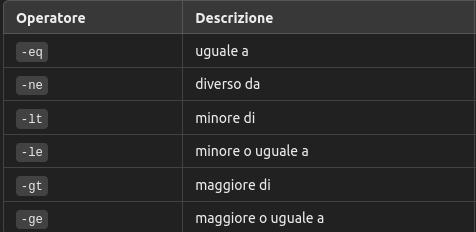 Operatore Descrizione
-eq uguale a
-ne diverso da
-lt minore di
-le minore o uguale a
-gt maggiore di
-ge maggiore o uguale a